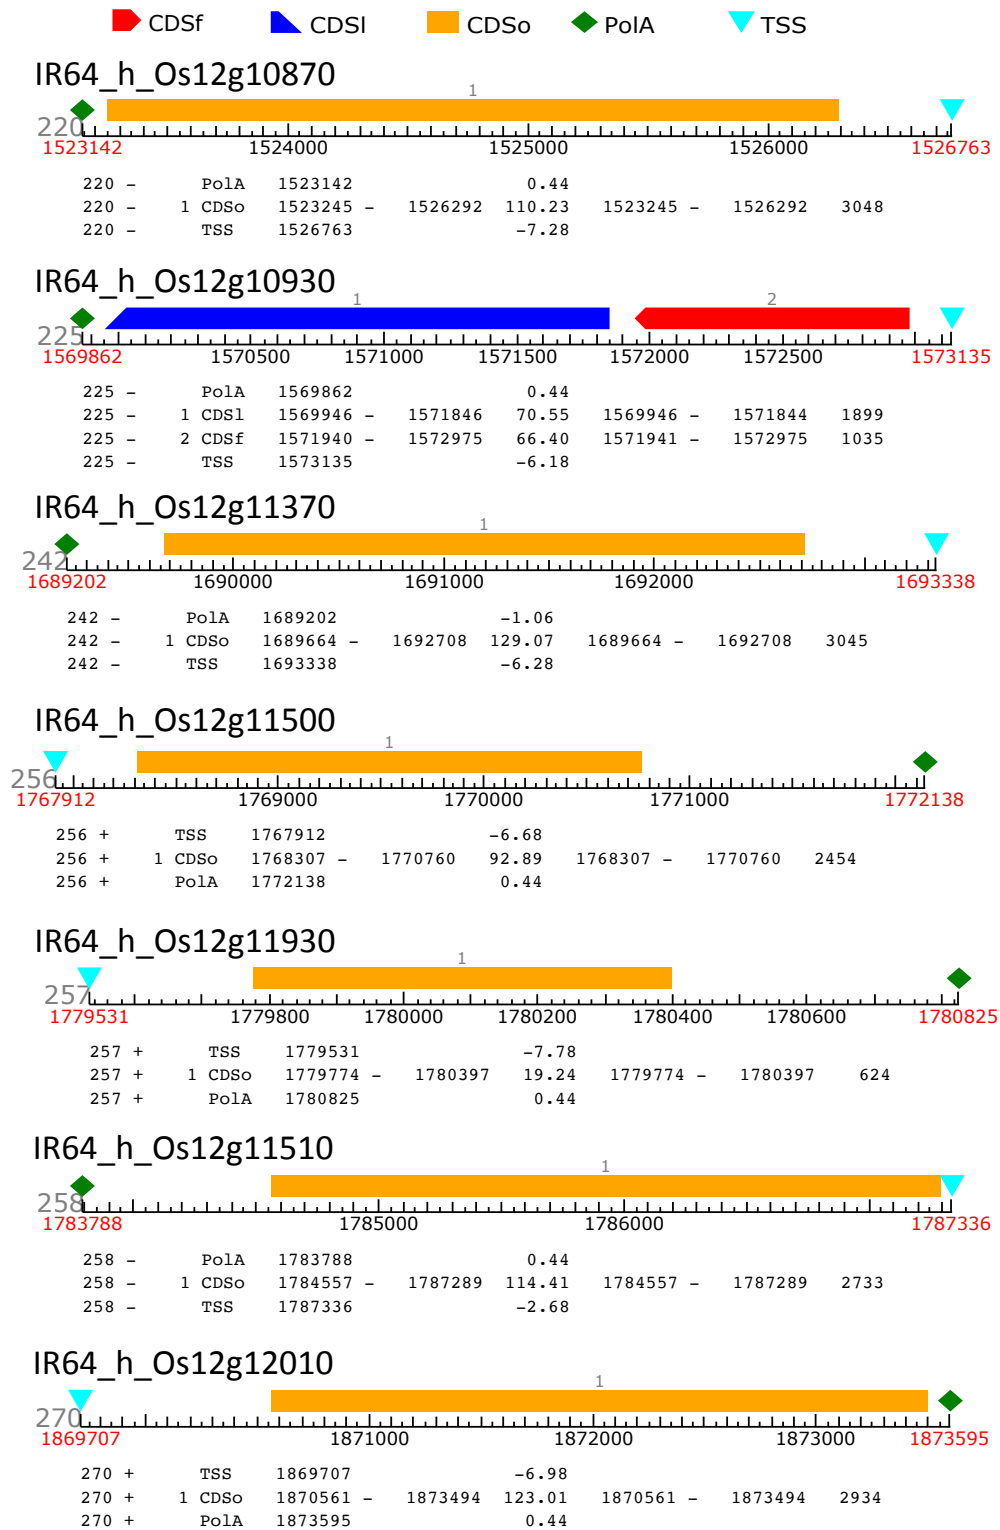 CDSf CDSl CDSo PolA TSS
IR64_h_Os12g10870
1
220
1523142 1524000 1525000 1526000 1526763
220 - PolA 1523142 0.44
220 - 1 CDSo 1523245 - 1526292 110.23 1523245 - 1526292 3048
220 - TSS 1526763 -7.28
IR64_h_Os12g10930
1 2
225
1569862 1570500 1571000 1571500 1572000 1572500 1573135
225 - PolA 1569862 0.44
225 - 1 CDSl 1569946 - 1571846 70.55 1569946 - 1571844 1899
225 - 2 CDSf 1571940 - 1572975 66.40 1571941 - 1572975 1035
225 - TSS 1573135 -6.18
IR64_h_Os12g11370
1
242
1689202 1690000 1691000 1692000 1693338
242 - PolA 1689202 -1.06
242 - 1 CDSo 1689664 - 1692708 129.07 1689664 - 1692708 3045
242 - TSS 1693338 -6.28
IR64_h_Os12g11500
1
256
1767912 1769000 1770000 1771000 1772138
256 + TSS 1767912 -6.68
256 + 1 CDSo 1768307 - 1770760 92.89 1768307 - 1770760 2454
256 + PolA 1772138 0.44
IR64_h_Os12g11930
1
257
1779531 1779800 1780000 1780200 1780400 1780600 1780825
257 + TSS 1779531 -7.78
257 + 1 CDSo 1779774 - 1780397 19.24 1779774 - 1780397 624
257 + PolA 1780825 0.44
IR64_h_Os12g11510
1
258
1783788 1785000 1786000 1787336
258 - PolA 1783788 0.44
258 - 1 CDSo 1784557 - 1787289 114.41 1784557 - 1787289 2733
258 - TSS 1787336 -2.68
IR64_h_Os12g12010
1
270
1869707 1871000 1872000 1873000 1873595
270 + TSS 1869707 -6.98
270 + 1 CDSo 1870561 - 1873494 123.01 1870561 - 1873494 2934
270 + PolA 1873595 0.44